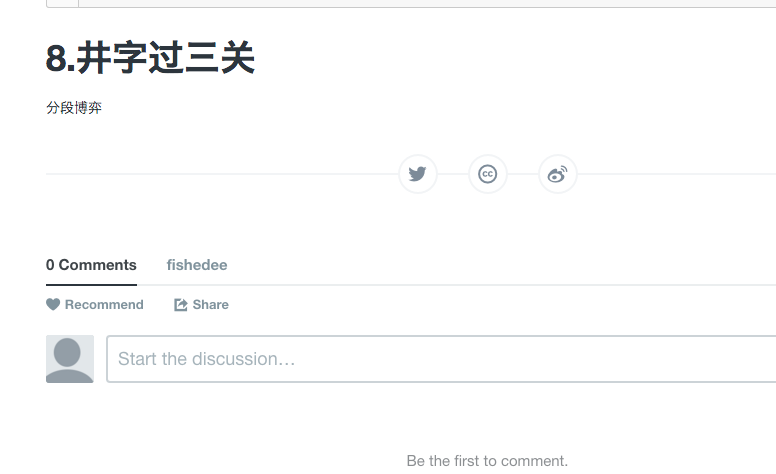 8.井字过三关
分段博弈
cc
0 Comments fishedee
Recommend Share
Start the discussion…
Be the first to comment.